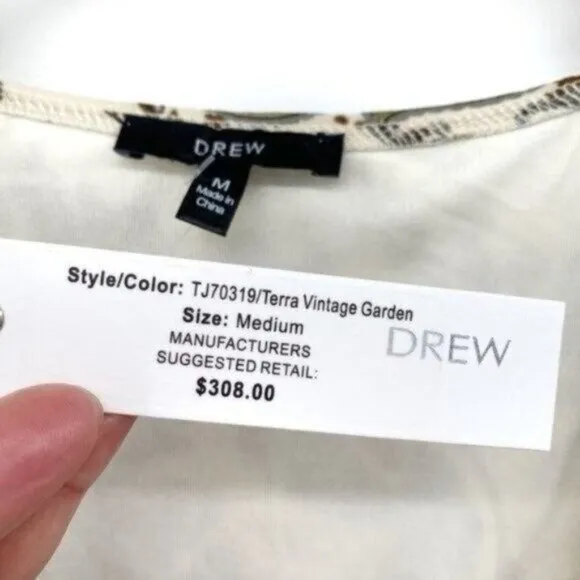 DREW
M
Made in
China
Style/Color: TJ70319/Terra Vintage Garden
Size: Medium
MANUFACTURERS
SUGGESTED RETAIL:
$308.00
DREW